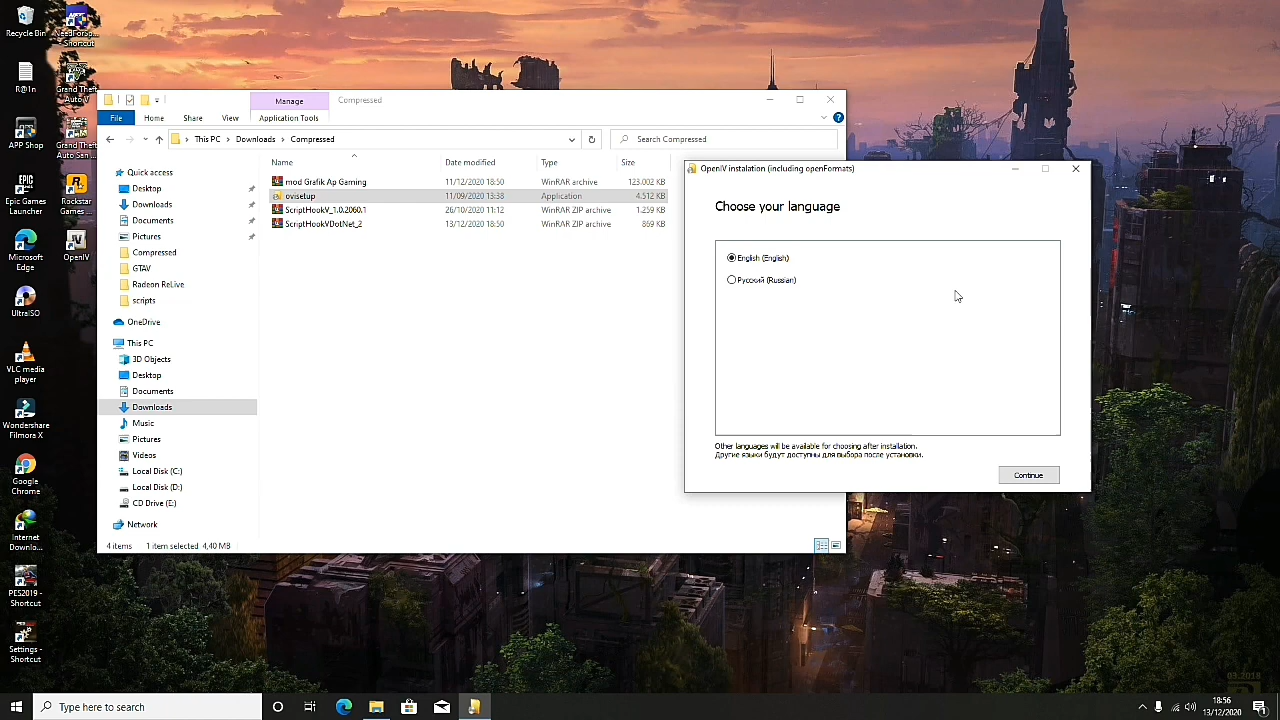 Recycle Bin
NeedForSp...
- Shortcut
R@1n
Grand Theft
Auto V
APP Shop
Grand Theft
Auto San ...
Epic Games
Launcher
Rockstar
Games ...
Microsoft
Edge
OpenIV
UltraISO
VLC media
player
Wondershare
Filmora X
Google
Chrome
Internet
Downlo...
PES2019 -
Shortcut
Settings -
Shortcut
Manage
Compressed
File
Home
Share
View
Application Tools
This PC
Downloads
Compressed
Search Compressed
Name
Date modified
Type
Size
mod Grafik Ap Gaming
11/12/2020 18:50
WinRAR archive
123.002 KB
ovisetup
11/09/2020 13:38
Application
4.512 KB
ScriptHookV_1.0.2060.1
26/10/2020 11:12
WinRAR ZIP archive
1.259 KB
ScriptHookVDotNet_2
13/12/2020 18:50
WinRAR ZIP archive
869 KB
Quick access
Desktop
Downloads
Documents
Pictures
Compressed
GTAV
Radeon ReLive
scripts
OneDrive
This PC
3D Objects
Desktop
Documents
Downloads
Music
Pictures
Videos
Local Disk (C:)
Local Disk (D:)
CD Drive (E:)
Network
4 items
1 item selected 4,40 MB
OpenIV instalation (including openFormats)
Choose your language
English (English)
Русский (Russian)
Other languages will be available for choosing after installation.
Другие языки будут доступны для выбора после установки.
Continue
03.2018
Type here to search
18:56
13/12/2020
1